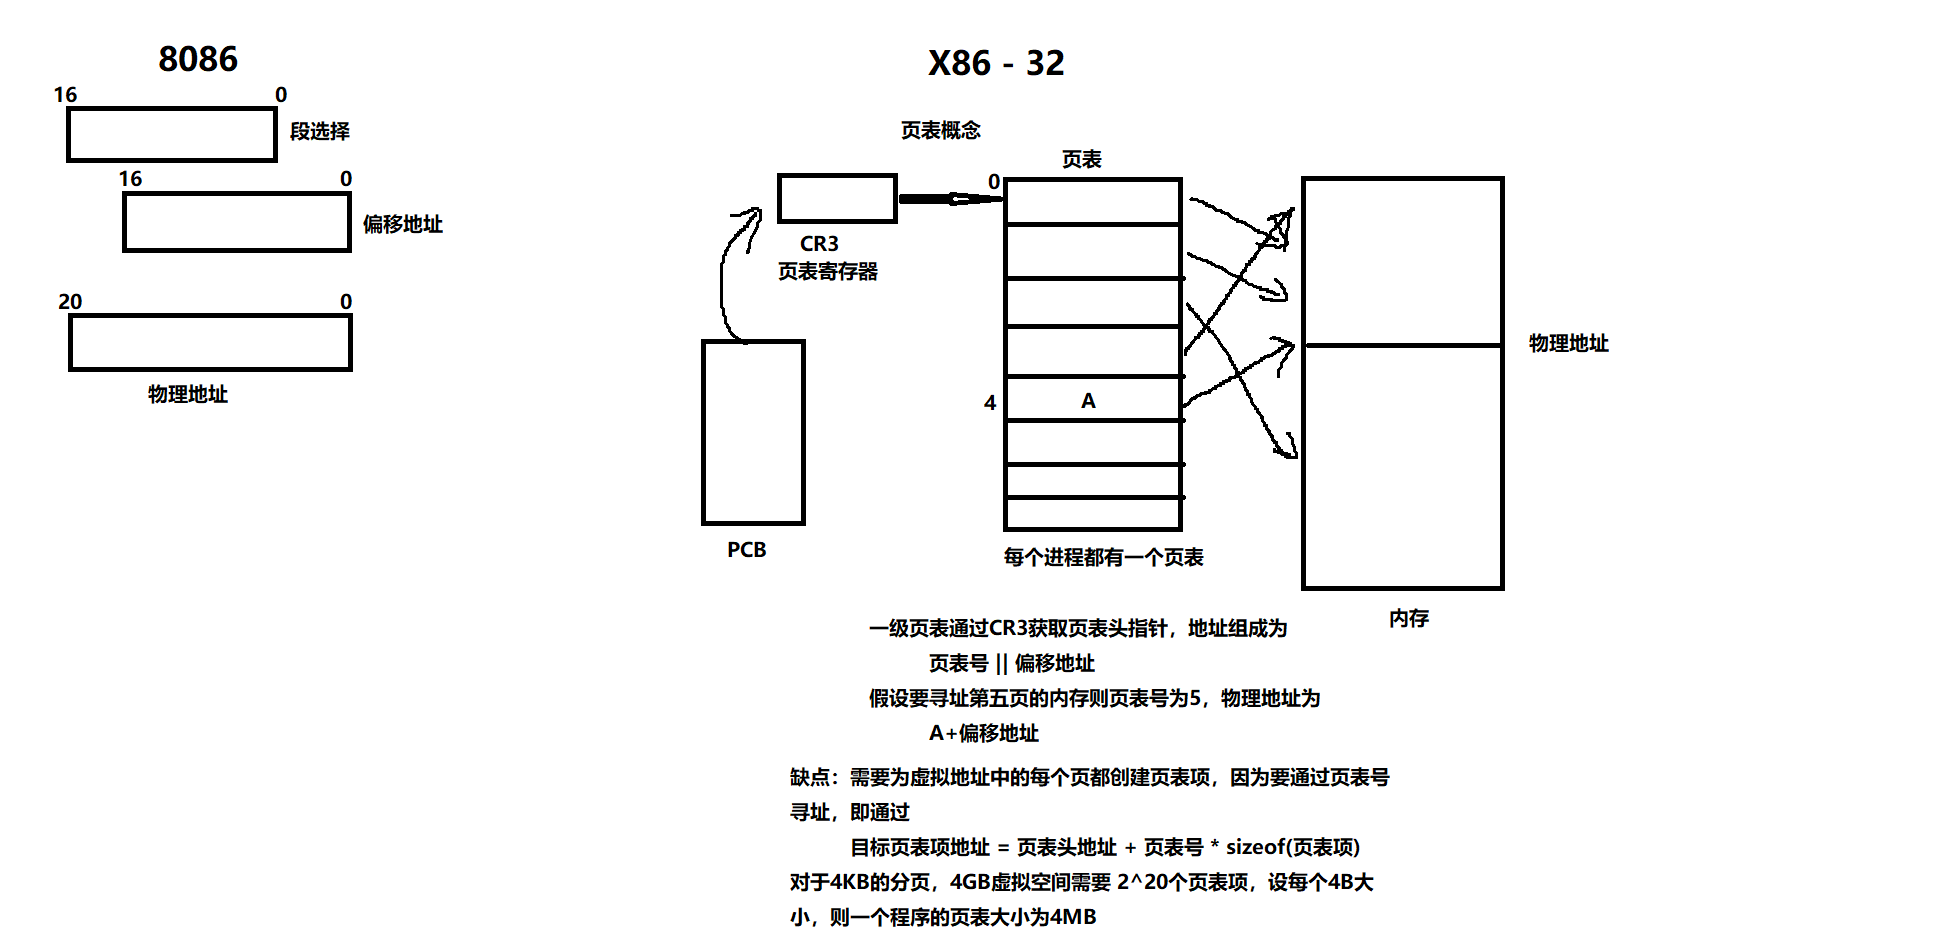 8086
16 0
段选择
16 0
偏移地址
20 0
物理地址
X86 - 32
页表概念
页表
0
CR3
页表寄存器
4 A
物理地址
PCB
每个进程都有一个页表
内存
一级页表通过CR3获取页表头指针，地址组成为
页表号 || 偏移地址
假设要寻址第五页的内存则页表号为5，物理地址为
A+偏移地址
缺点：需要为虚拟地址中的每个页都创建页表项，因为要通过页表号
寻址，即通过
目标页表项地址 = 页表头地址 + 页表号 * sizeof(页表项)
对于4KB的分页，4GB虚拟空间需要 2^20个页表项，设每个4B大
小，则一个程序的页表大小为4MB